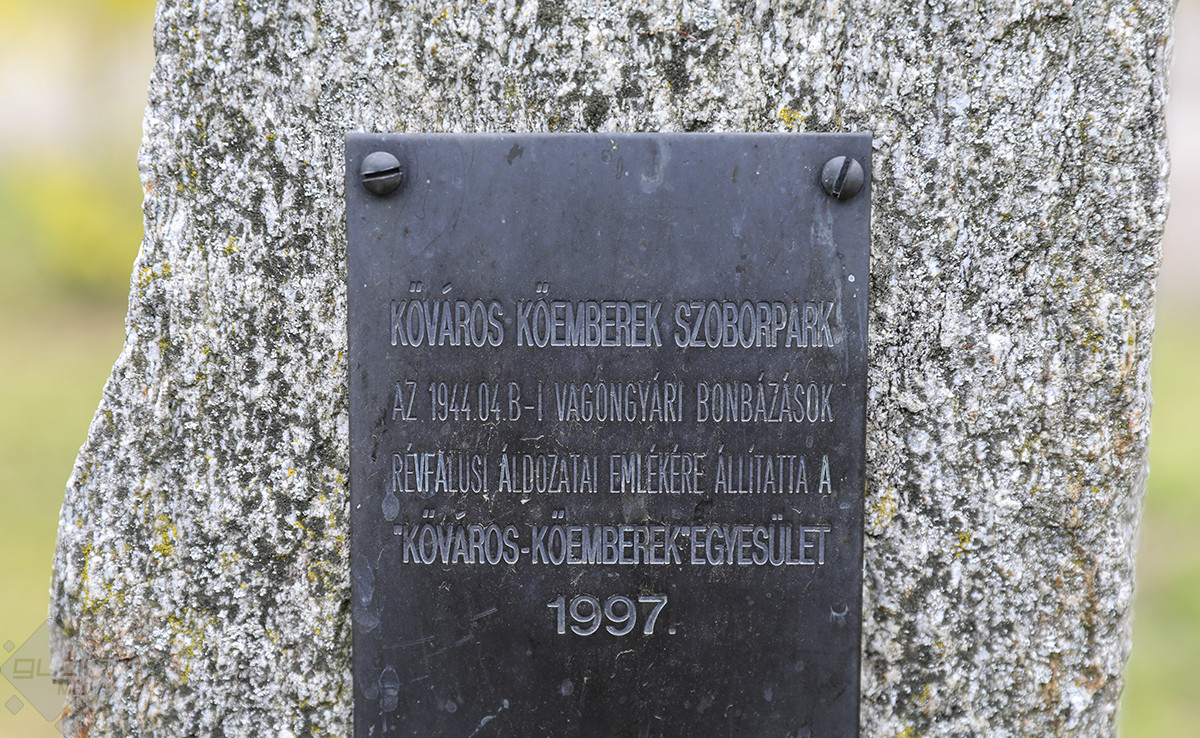 KŐVÁROS KŐEMBEREK SZOBORPARK
AZ 1944.04.B-I VAGONGYÁRI BONBÁZÁSOK
RÉVFALUSI ÁLDOZATAI EMLÉKÉRE ÁLLÍTATTA A
"KŐVÁROS-KŐEMBEREK"EGYESÜLET
1997.